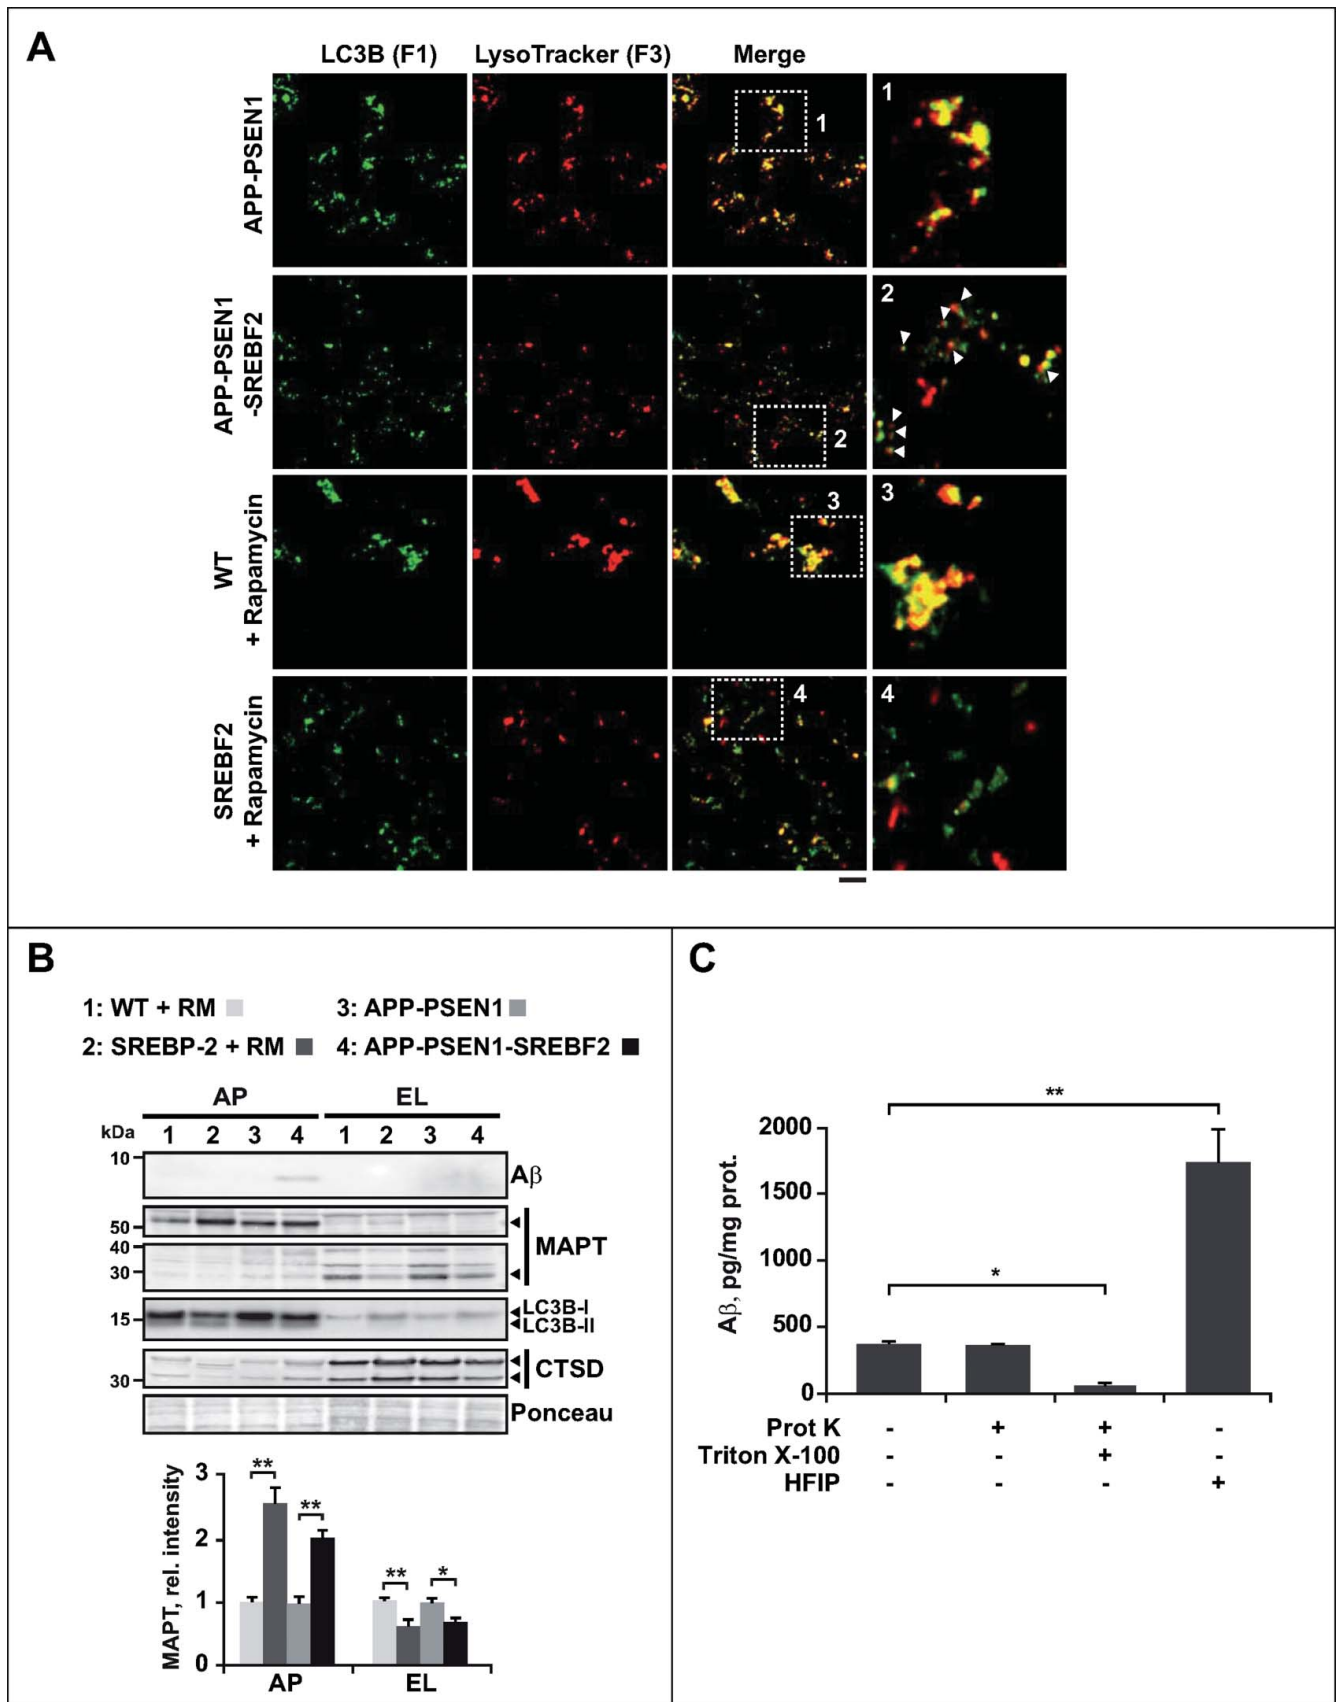 A
LC3B (F1) LysoTracker (F3) Merge
APP-PSEN1
1
1
APP-PSEN1
-SREBF2
2
2
WT
+ Rapamycin
3
3
SREBF2
+ Rapamycin
4
4
B
1: WT + RM 3: APP-PSEN1
2: SREBP-2 + RM 4: APP-PSEN1-SREBF2
AP EL
kDa 1 2 3 4 1 2 3 4
10
Aβ
50
MAPT
40
30
15
LC3B-I
LC3B-II
CTSD
30
Ponceau
MAPT, rel. intensity
3
2
1
0
** ** ** *
AP EL
C
Aβ, pg/mg prot.
2000
1500
1000
500
0
**
*
Prot K - + + -
Triton X-100 - - + -
HFIP - - - +